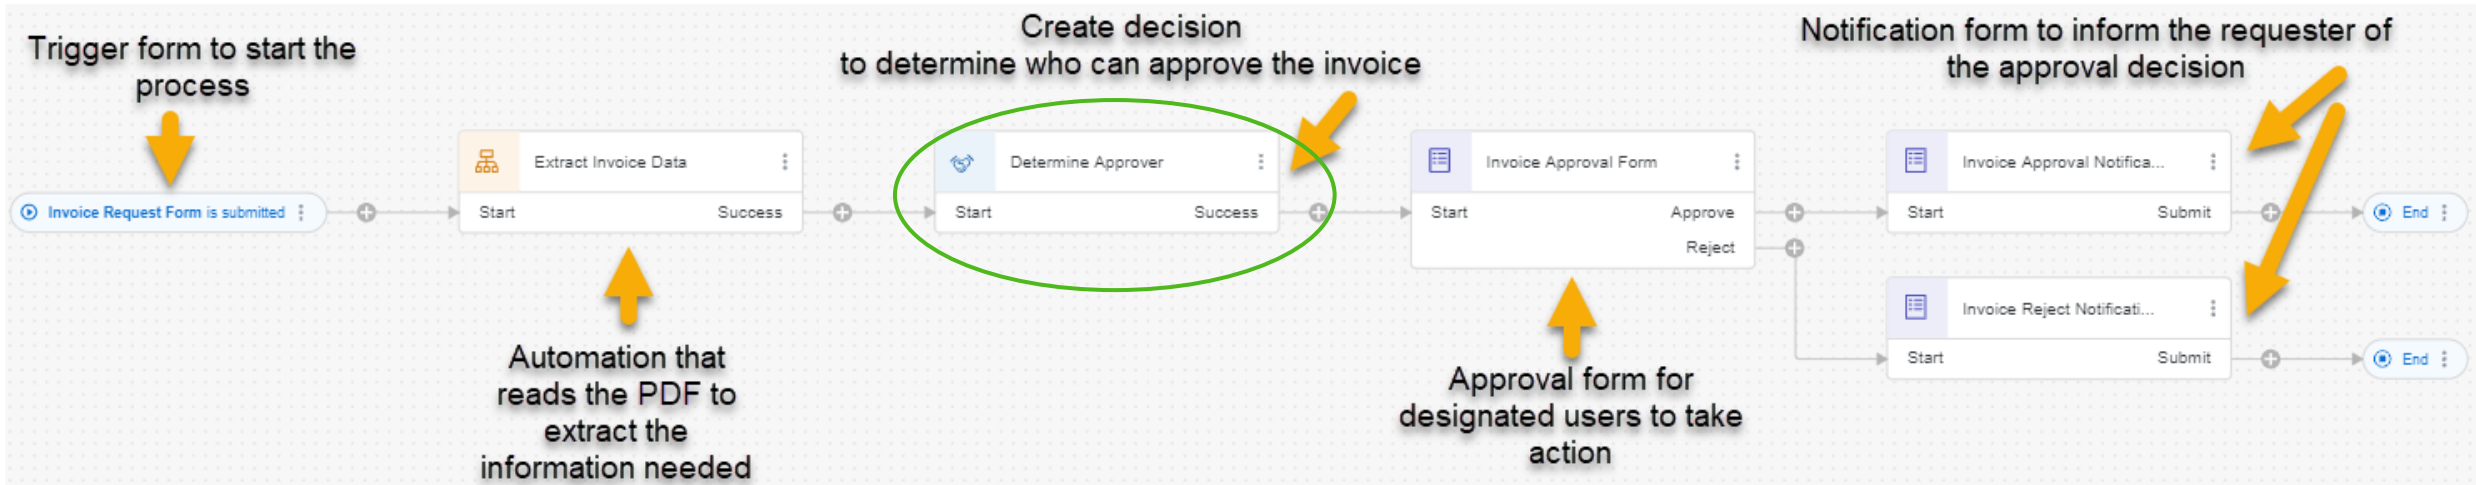 Trigger form to start the
process
Create decision
to determine who can approve the invoice
Notification form to inform the requester of
the approval decision
Invoice Request Form is submitted
Extract Invoice Data
Start
Success
Determine Approver
Start
Success
Invoice Approval Form
Start
Approve
Reject
Invoice Approval Notifica...
Start
Submit
End
Invoice Reject Notificati...
Start
Submit
End
Automation that
reads the PDF to
extract the
information needed
Approval form for
designated users to take
action